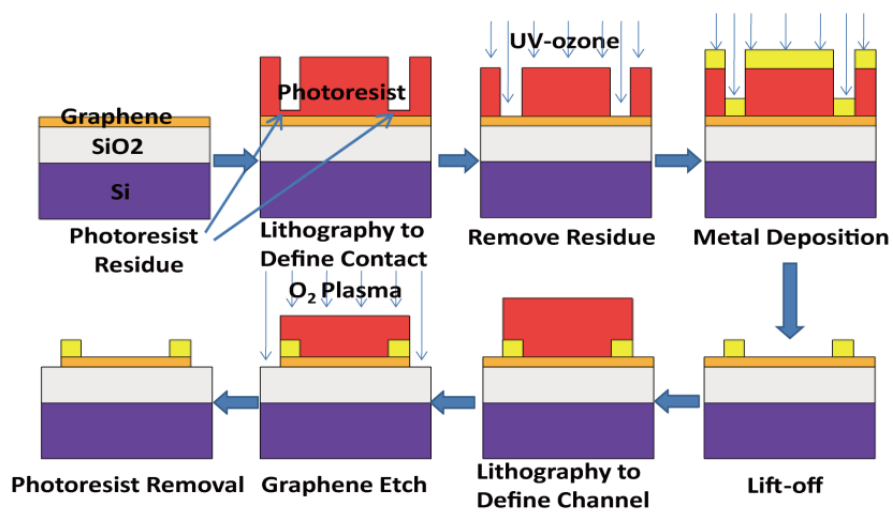 Graphene
SiO2
Si
Photoresist
Residue
Photoresist
Lithography to
Define Contact
UV-ozone
Remove Residue
Metal Deposition
Lift-off
Lithography to
Define Channel
O₂ Plasma
Graphene Etch
Photoresist Removal